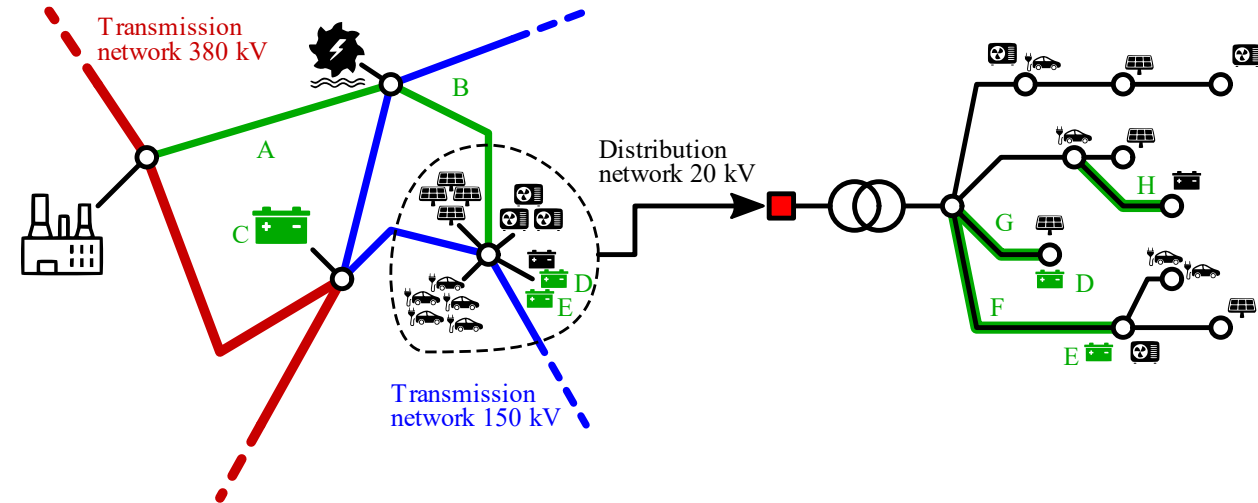 Transmission
network 380 kV
B
A
Distribution
network 20 kV
C
D
E
Transmission
network 150 kV
H
G
D
F
E